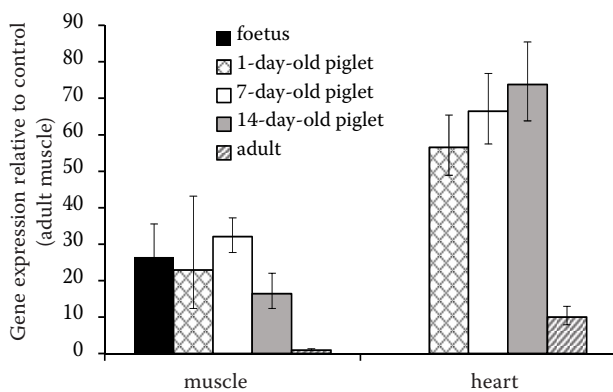 Gene expression relative to control
(adult muscle)
90
80
70
60
50
40
30
20
10
0
foetus
1-day-old piglet
7-day-old piglet
14-day-old piglet
adult
muscle
heart